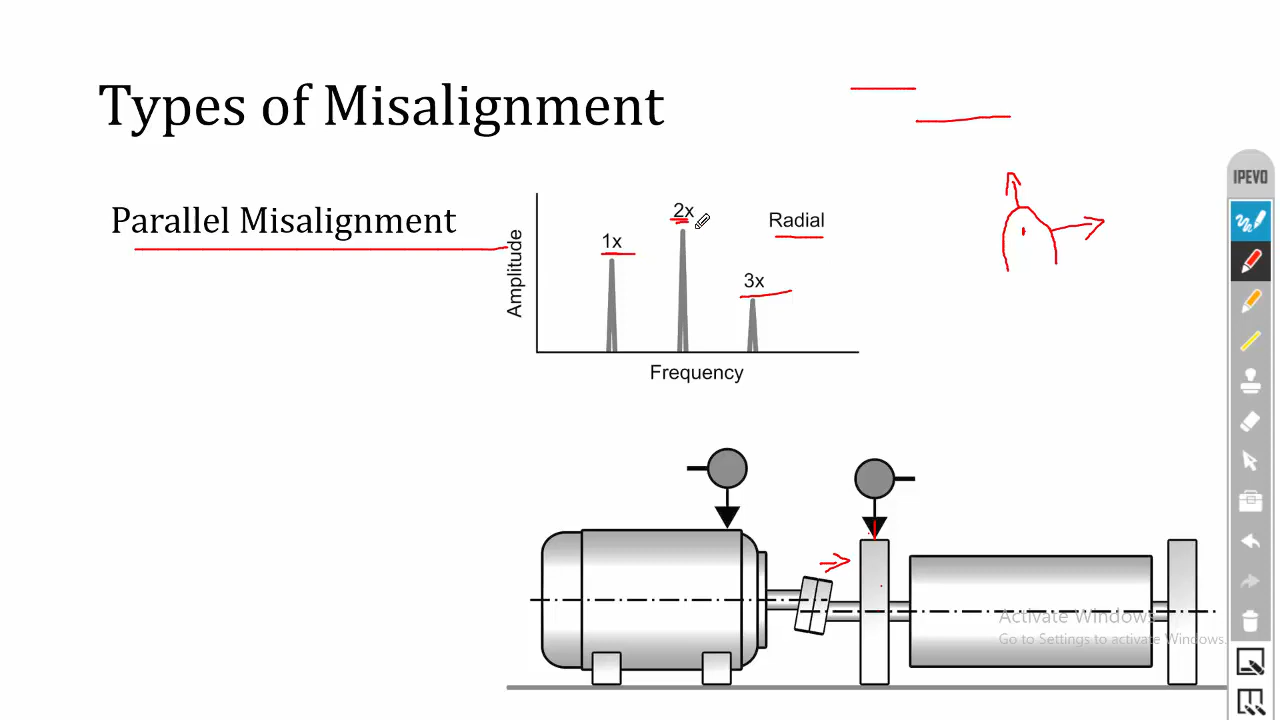 Types of Misalignment
Parallel Misalignment
Amplitude
1x
2x
3x
Radial
Frequency
IPEVO
Activate Windows
Go to Settings to activate Windows.